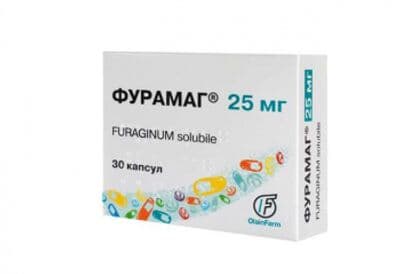 ФУРАМАГ® 25 мг
FURAGINUM solubile
30 капсул
ФУРАМАГ®
25 мг
FURAGINUM solubile
OlainFarm